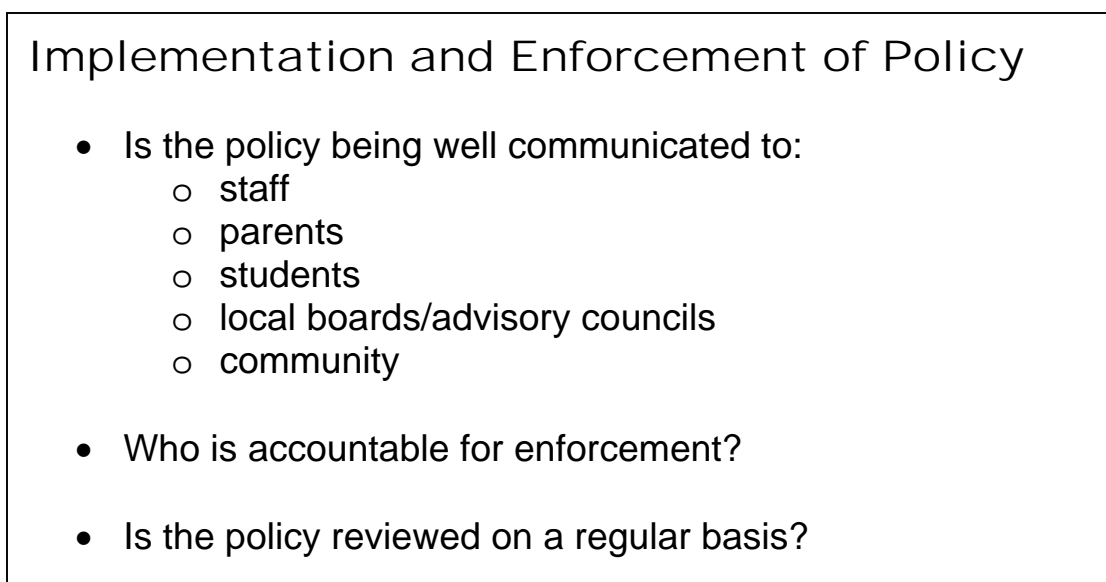 Implementation and Enforcement of Policy
• Is the policy being well communicated to:
o staff
o parents
o students
o local boards/advisory councils
o community
• Who is accountable for enforcement?
• Is the policy reviewed on a regular basis?